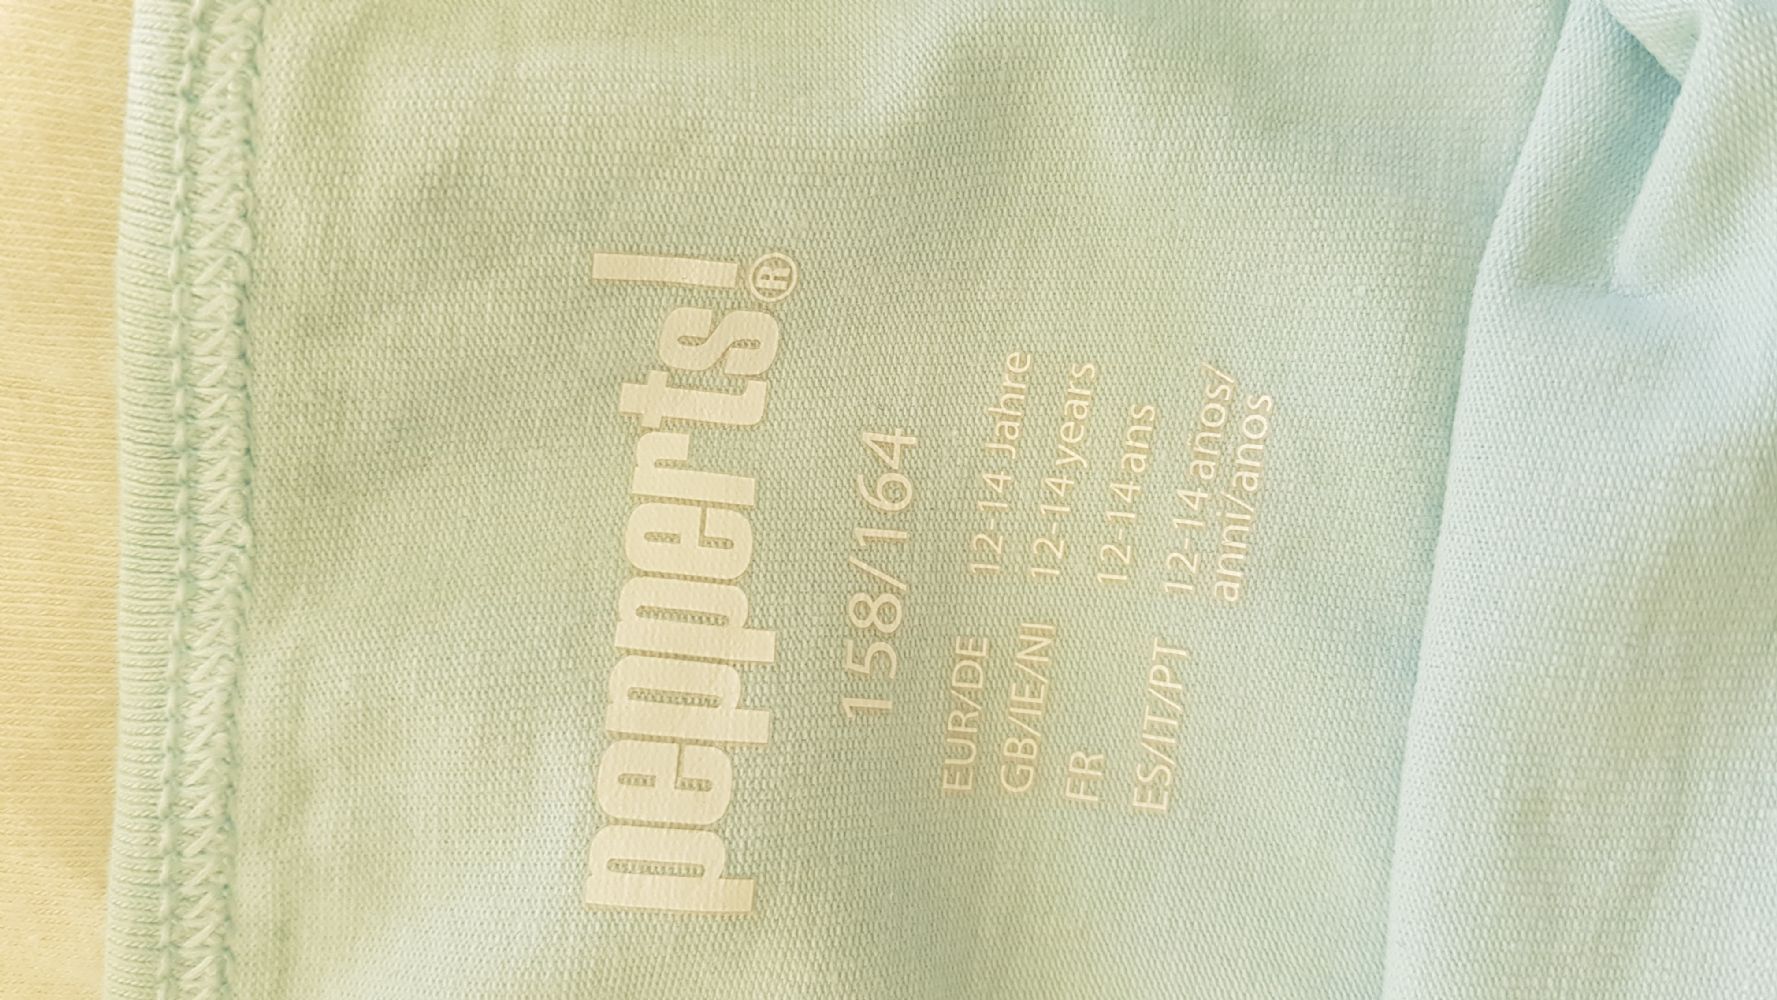 pepperts!®
158/164
EUR/DE 12-14 Jahre
GB/IE/NI 12-14 years
FR 12-14 ans
ES/IT/PT 12-14 años/
anni/anos